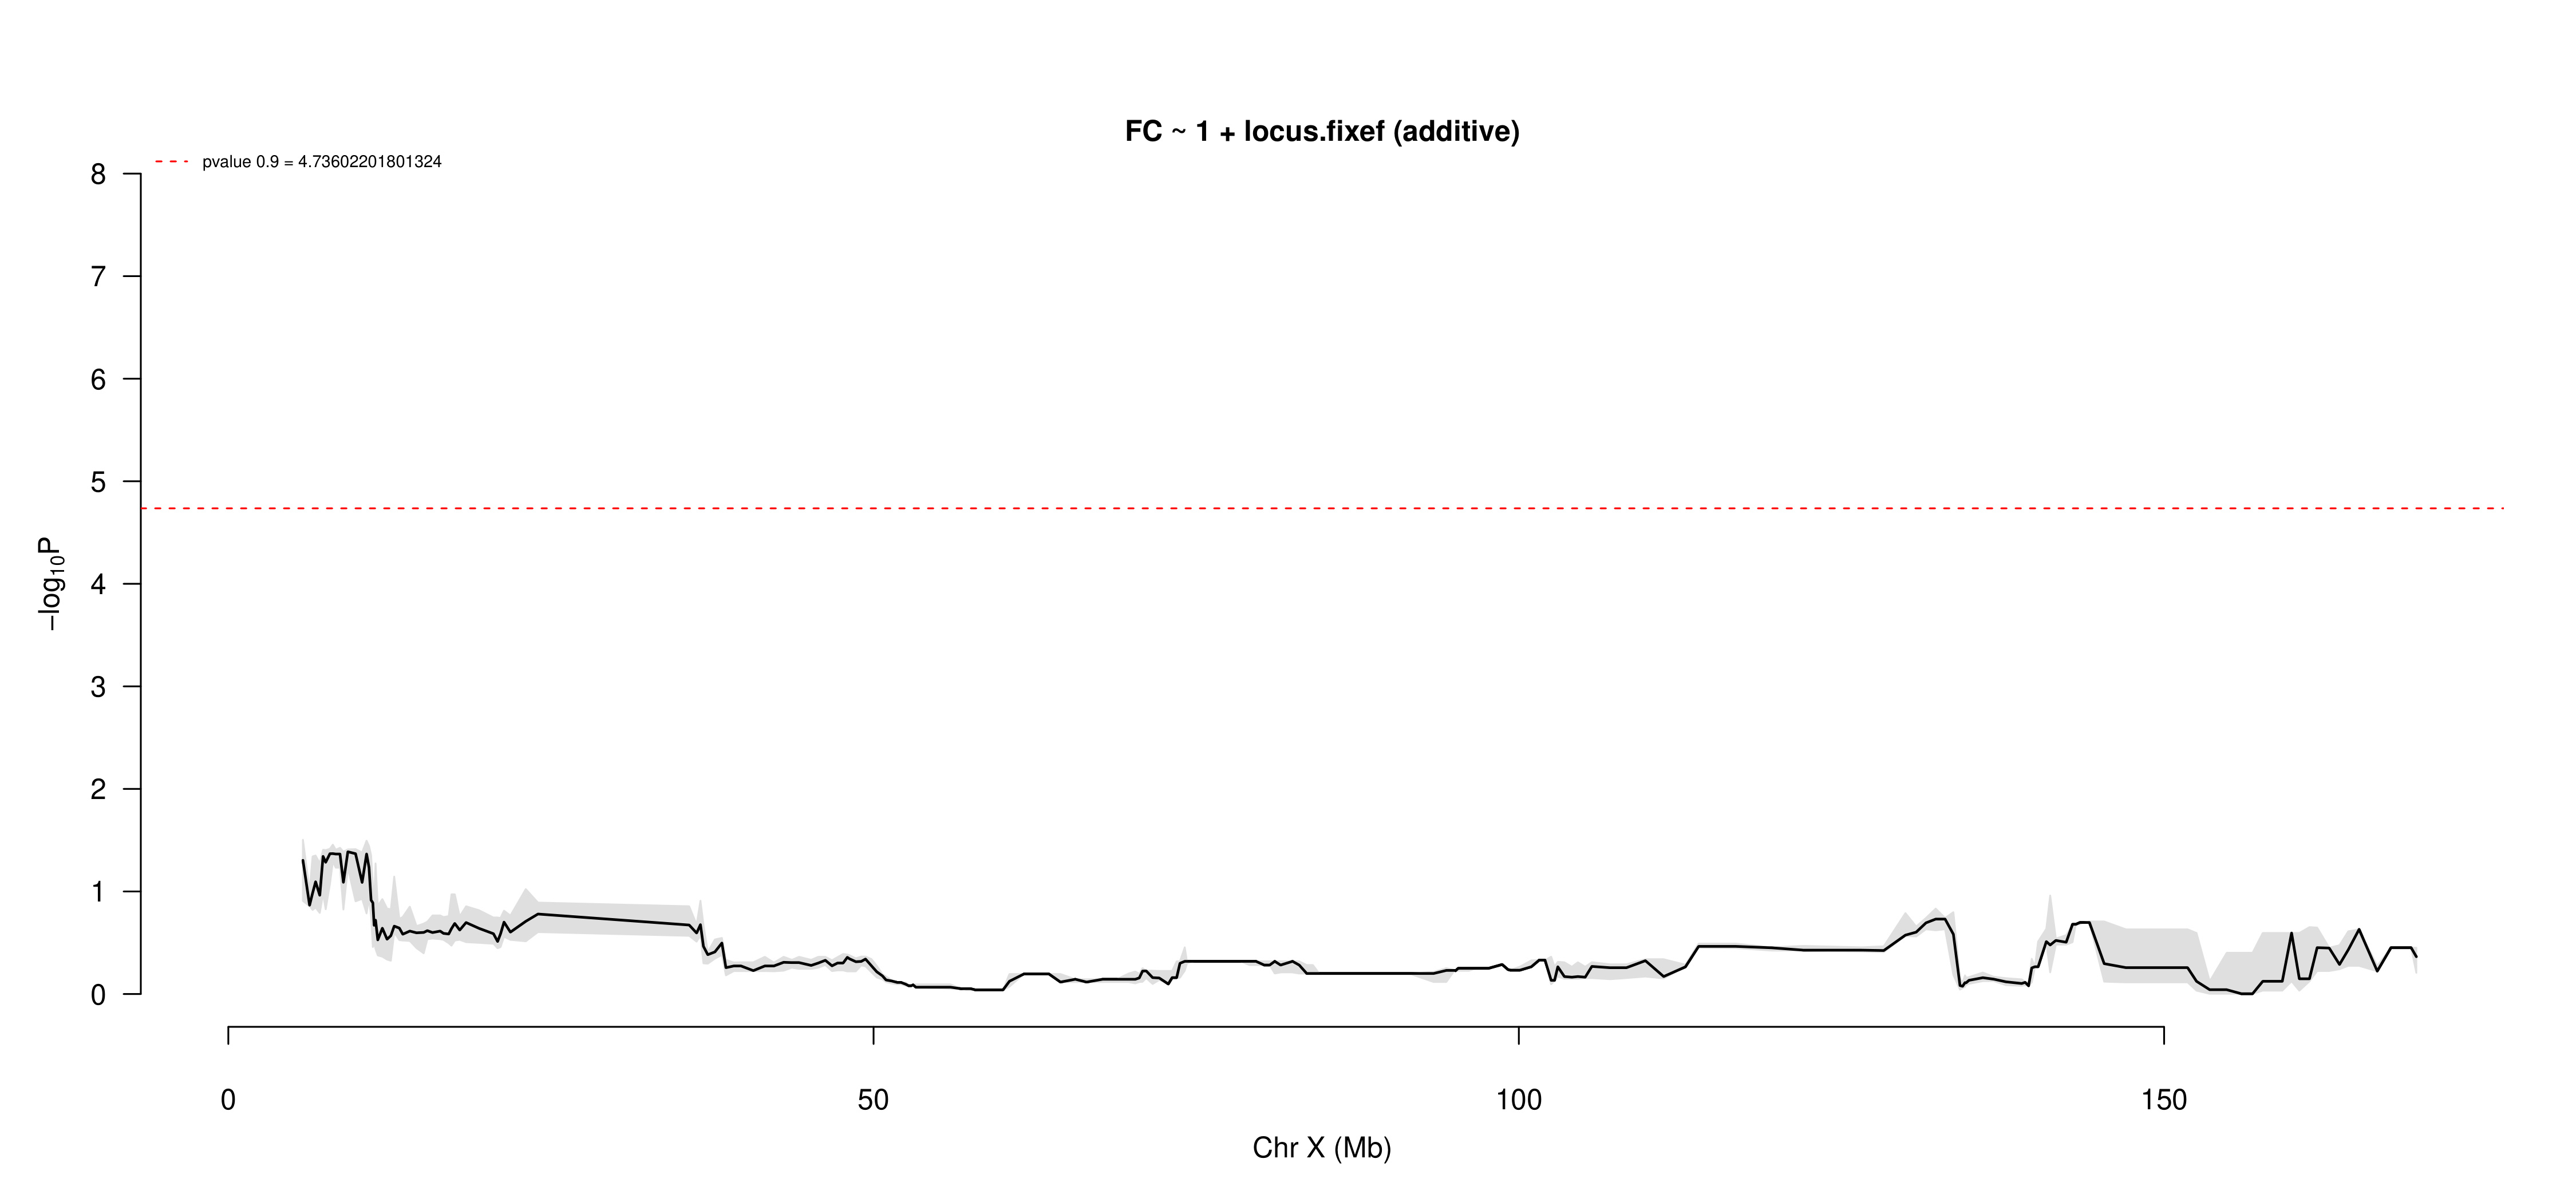 FC ~ 1 + locus.fixef (additive)
pvalue 0.9 = 4.73602201801324
8
7
6
5
4
3
2
1
0
−log10P
0 50 100 150
Chr X (Mb)